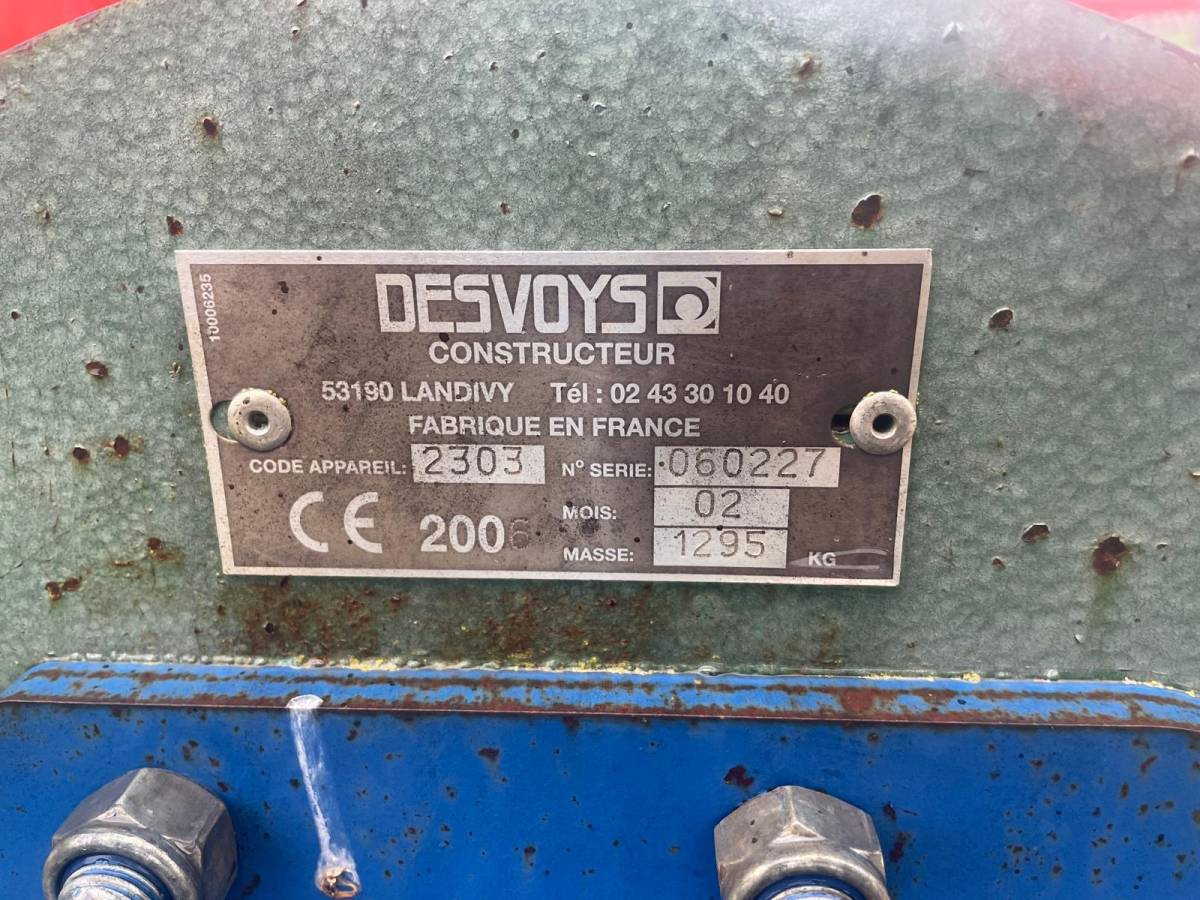 10006235
DESVOYS
CONSTRUCTEUR
53190 LANDIVY Tél : 02 43 30 10 40
FABRIQUE EN FRANCE
CODE APPAREIL: 2303 N° SERIE: 060227
MOIS: 02
CE 2006
MASSE: 1295 KG